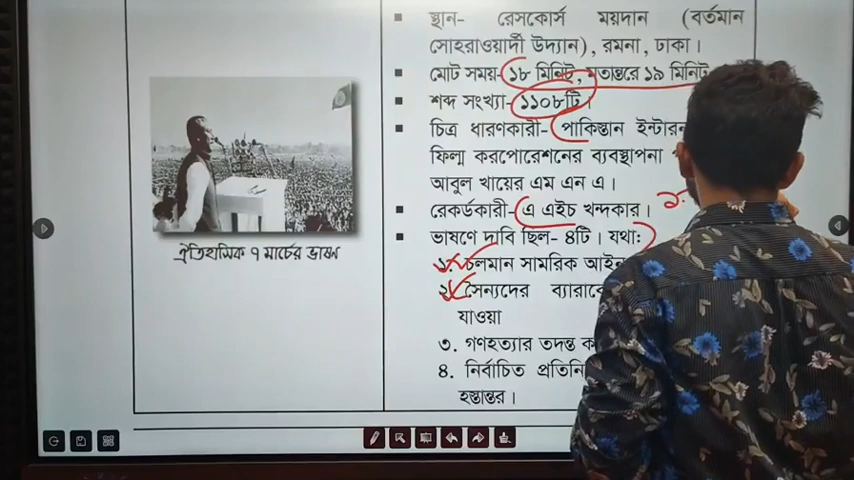 স্থান- রেসকোর্স ময়দান (বর্তমান
সোহরাওয়ার্দী উদ্যান), রমনা, ঢাকা।
মোট সময়-১৮ মিনিট, মতান্তরে ১৯ মিনিট
শব্দ সংখ্যা-১১০৮টি।
চিত্র ধারণকারী- পাকিস্তান
ফিল্ম করপোরেশনের ব্যবস্থাপনা
আবুল খায়ের এম এন এ।
রেকর্ডকারী- এ এইচ খন্দকার।
ভাষণে দাবি ছিল- ৪টি। যথা:
১. চলমান সামরিক আইন
২. সৈন্যদের
যাওয়া
৩. গণহত্যার তদন্ত
৪. নির্বাচিত
হস্তান্তর।
ঐতিহাসিক ৭ মার্চের ভাষণ